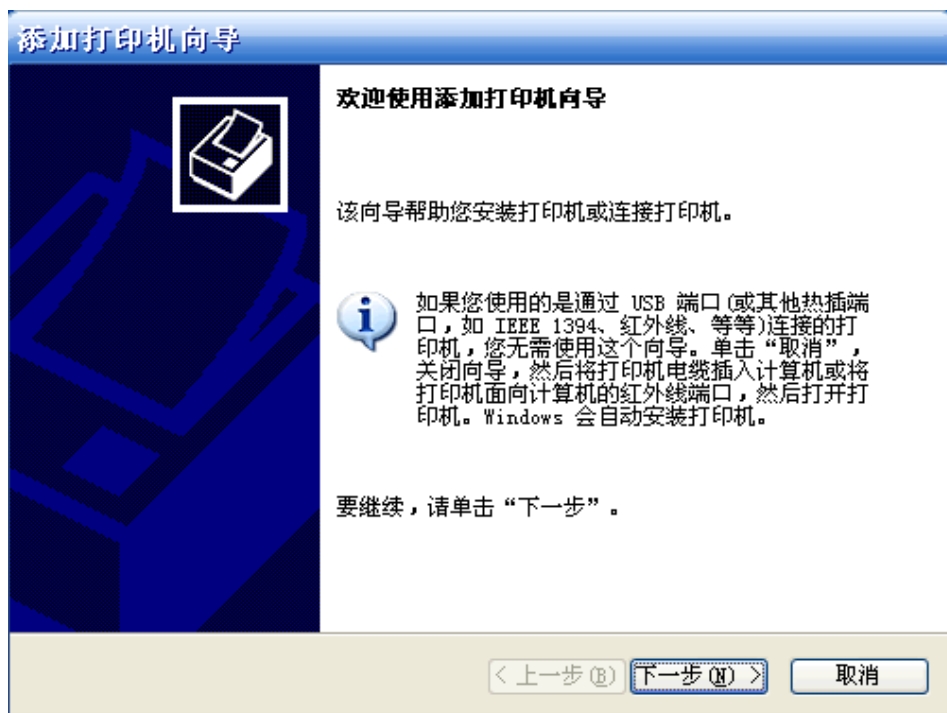 添加打印机向导
欢迎使用添加打印机向导
该向导帮助您安装打印机或连接打印机。
如果您使用的是通过 USB 端口(或其他热插端
口，如 IEEE 1394、红外线、等等)连接的打
印机，您无需使用这个向导。单击“取消”，
关闭向导，然后将打印机电缆插入计算机或将
打印机面向计算机的红外线端口，然后打开打
印机。Windows 会自动安装打印机。
要继续，请单击“下一步”。
< 上一步(B) 下一步(N) > 取消